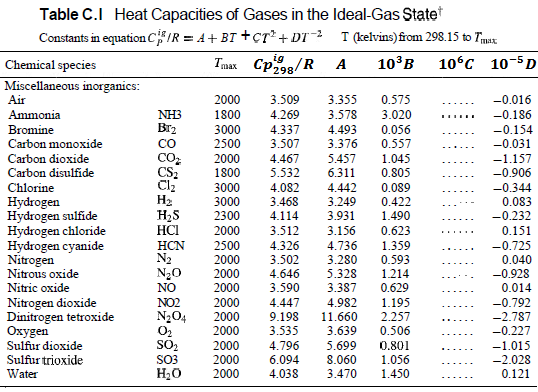 Table C.I Heat Capacities of Gases in the Ideal-Gas State†
Constants in equation C_p^ig/R = A + BT + CT² + DT⁻² T (kelvins) from 298.15 to Tmax
Chemical species Tmax Cp^ig_298/R A 10³B 10⁶C 10⁻⁵D
Miscellaneous inorganics:
Air 2000 3.509 3.355 0.575 ...... −0.016
Ammonia NH3 1800 4.269 3.578 3.020 ...... −0.186
Bromine Br₂ 3000 4.337 4.493 0.056 ...... −0.154
Carbon monoxide CO 2500 3.507 3.376 0.557 ...... −0.031
Carbon dioxide CO₂ 2000 4.467 5.457 1.045 ...... −1.157
Carbon disulfide CS₂ 1800 5.532 6.311 0.805 ...... −0.906
Chlorine Cl₂ 3000 4.082 4.442 0.089 ...... −0.344
Hydrogen H₂ 3000 3.468 3.249 0.422 ...... 0.083
Hydrogen sulfide H₂S 2300 4.114 3.931 1.490 ...... −0.232
Hydrogen chloride HCl 2000 3.512 3.156 0.623 ...... 0.151
Hydrogen cyanide HCN 2500 4.326 4.736 1.359 ...... −0.725
Nitrogen N₂ 2000 3.502 3.280 0.593 ...... 0.040
Nitrous oxide N₂O 2000 4.646 5.328 1.214 ...... −0.928
Nitric oxide NO 2000 3.590 3.387 0.629 ...... 0.014
Nitrogen dioxide NO2 2000 4.447 4.982 1.195 ...... −0.792
Dinitrogen tetroxide N₂O₄ 2000 9.198 11.660 2.257 ...... −2.787
Oxygen O₂ 2000 3.535 3.639 0.506 ...... −0.227
Sulfur dioxide SO₂ 2000 4.796 5.699 0.801 ...... −1.015
Sulfur trioxide SO3 2000 6.094 8.060 1.056 ...... −2.028
Water H₂O 2000 4.038 3.470 1.450 ...... 0.121